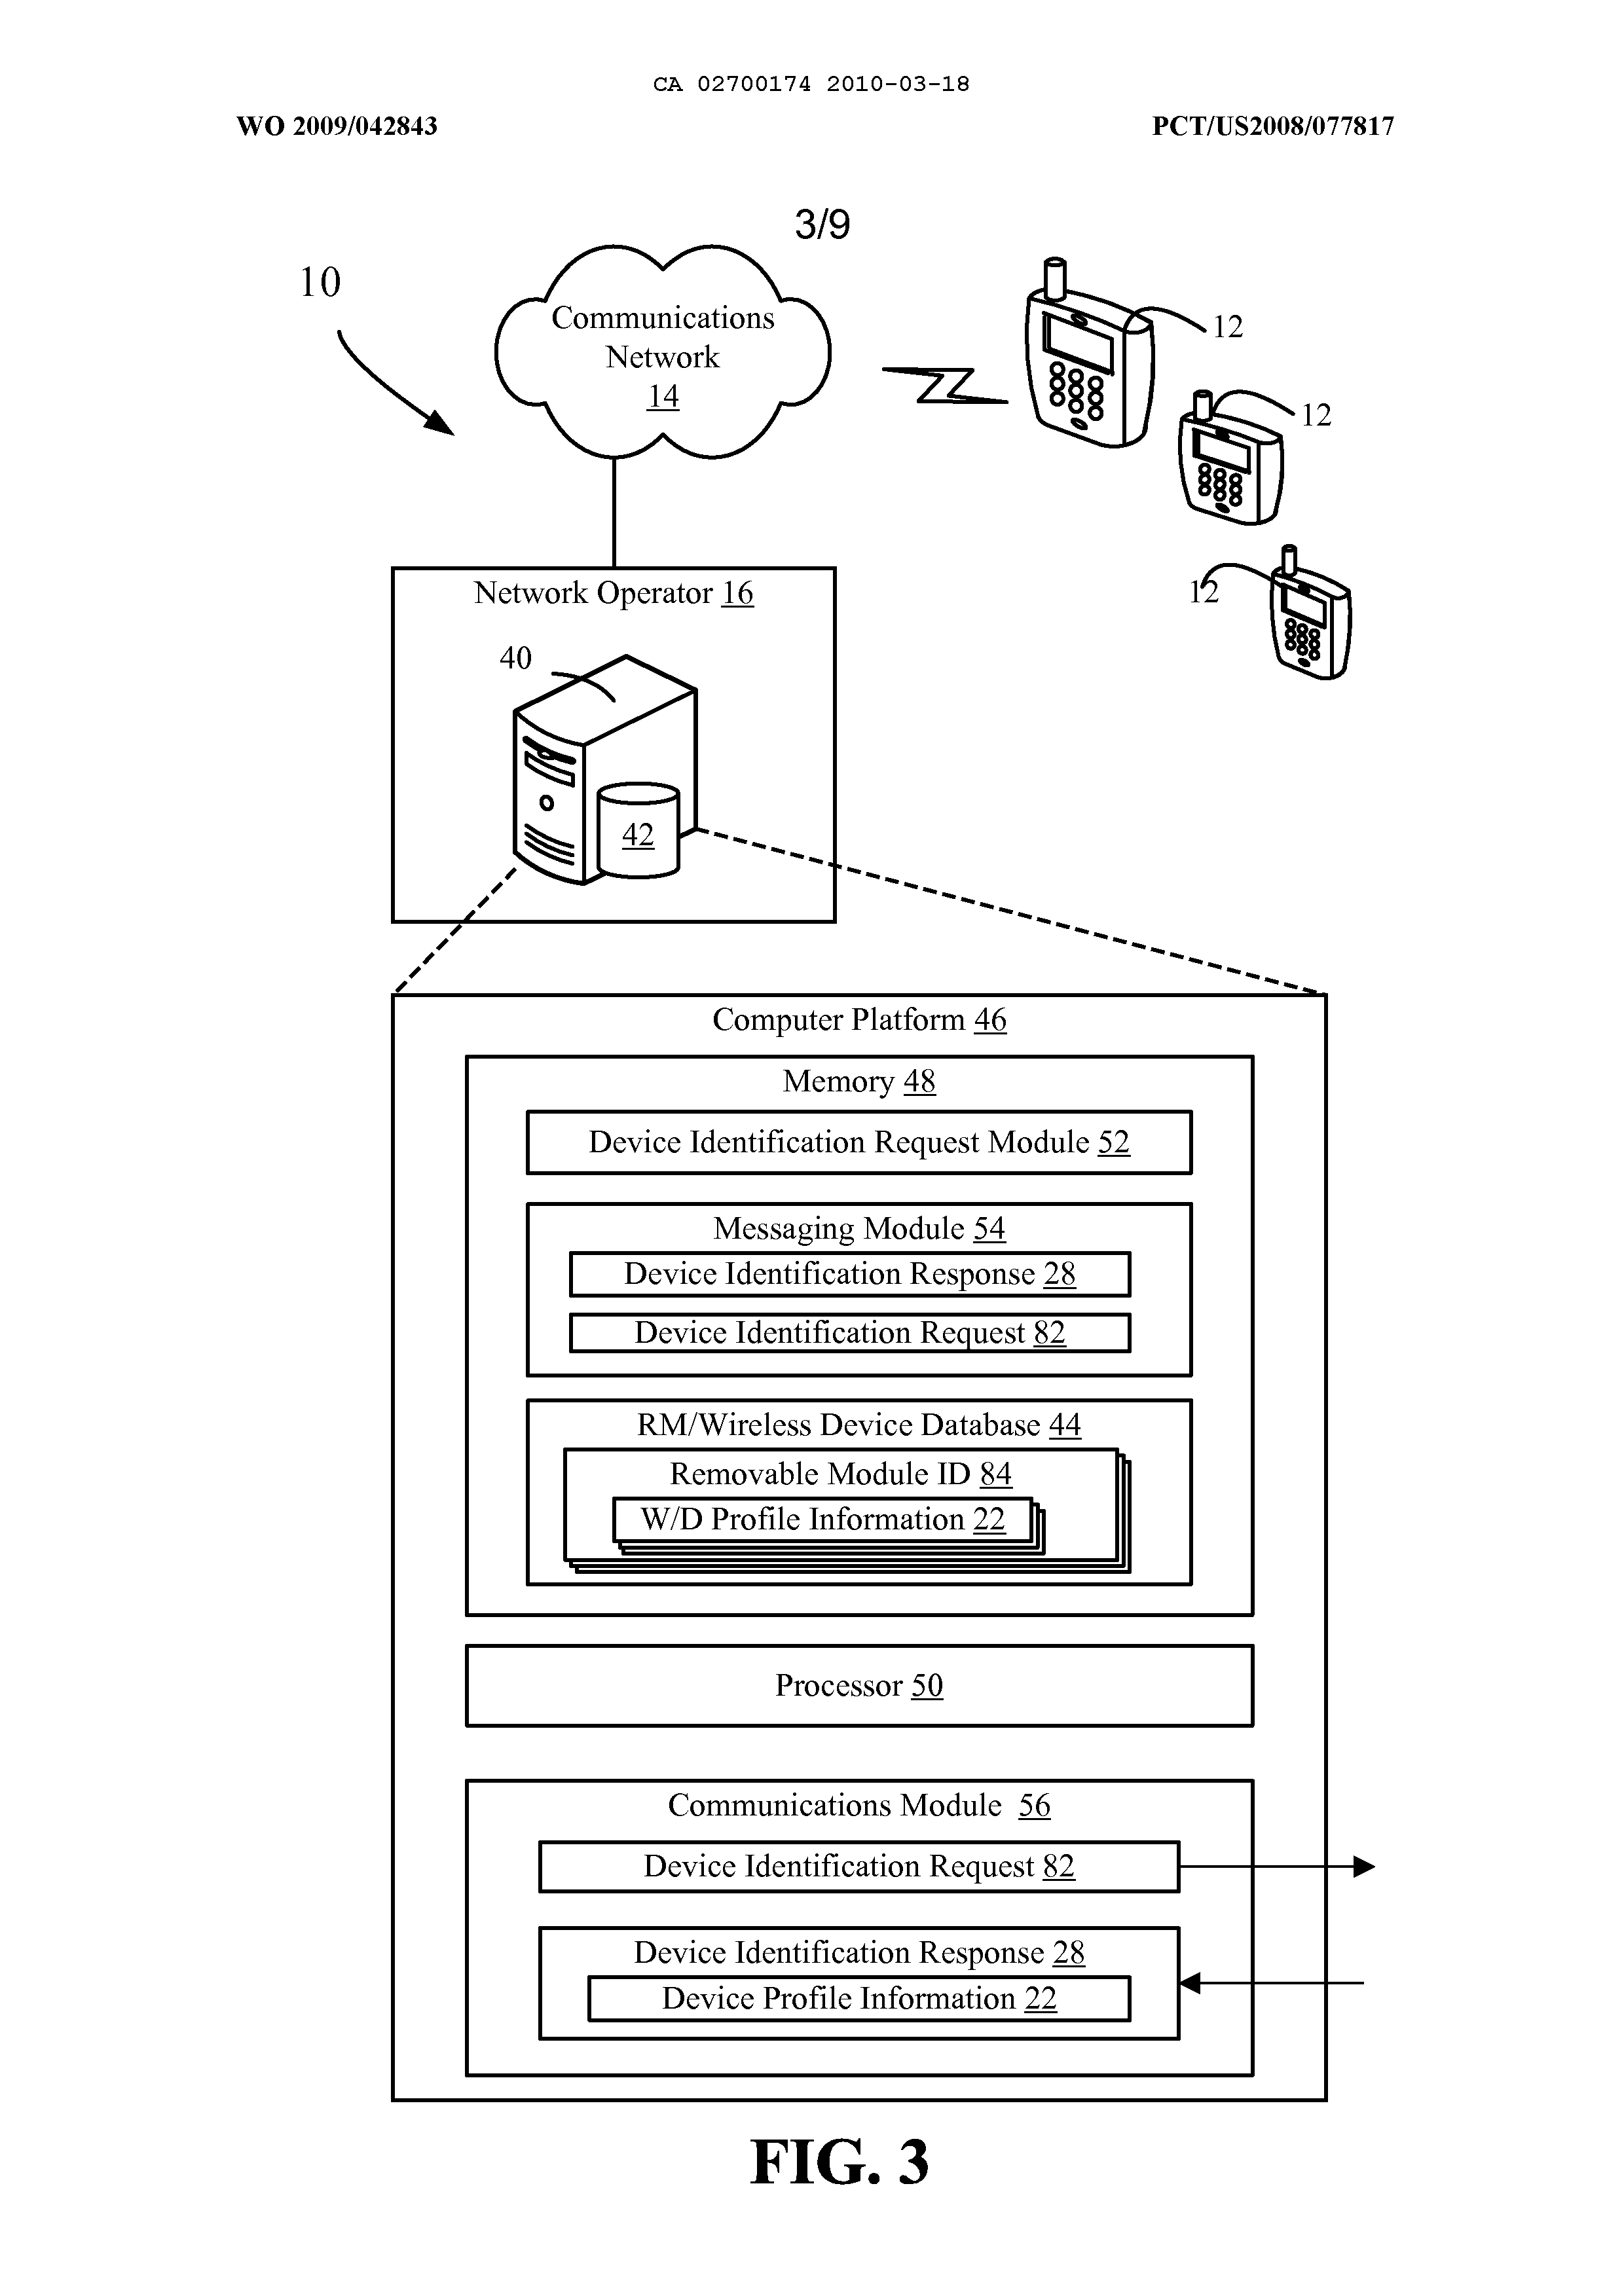 CA 02700174 2010-03-18
WO 2009/042843
PCT/US2008/077817
3/9
10
Communications
Network
14
12
12
12
Network Operator 16
40
42
Computer Platform 46
Memory 48
Device Identification Request Module 52
Messaging Module 54
Device Identification Response 28
Device Identification Request 82
RM/Wireless Device Database 44
Removable Module ID 84
W/D Profile Information 22
Processor 50
Communications Module 56
Device Identification Request 82
Device Identification Response 28
Device Profile Information 22
FIG. 3